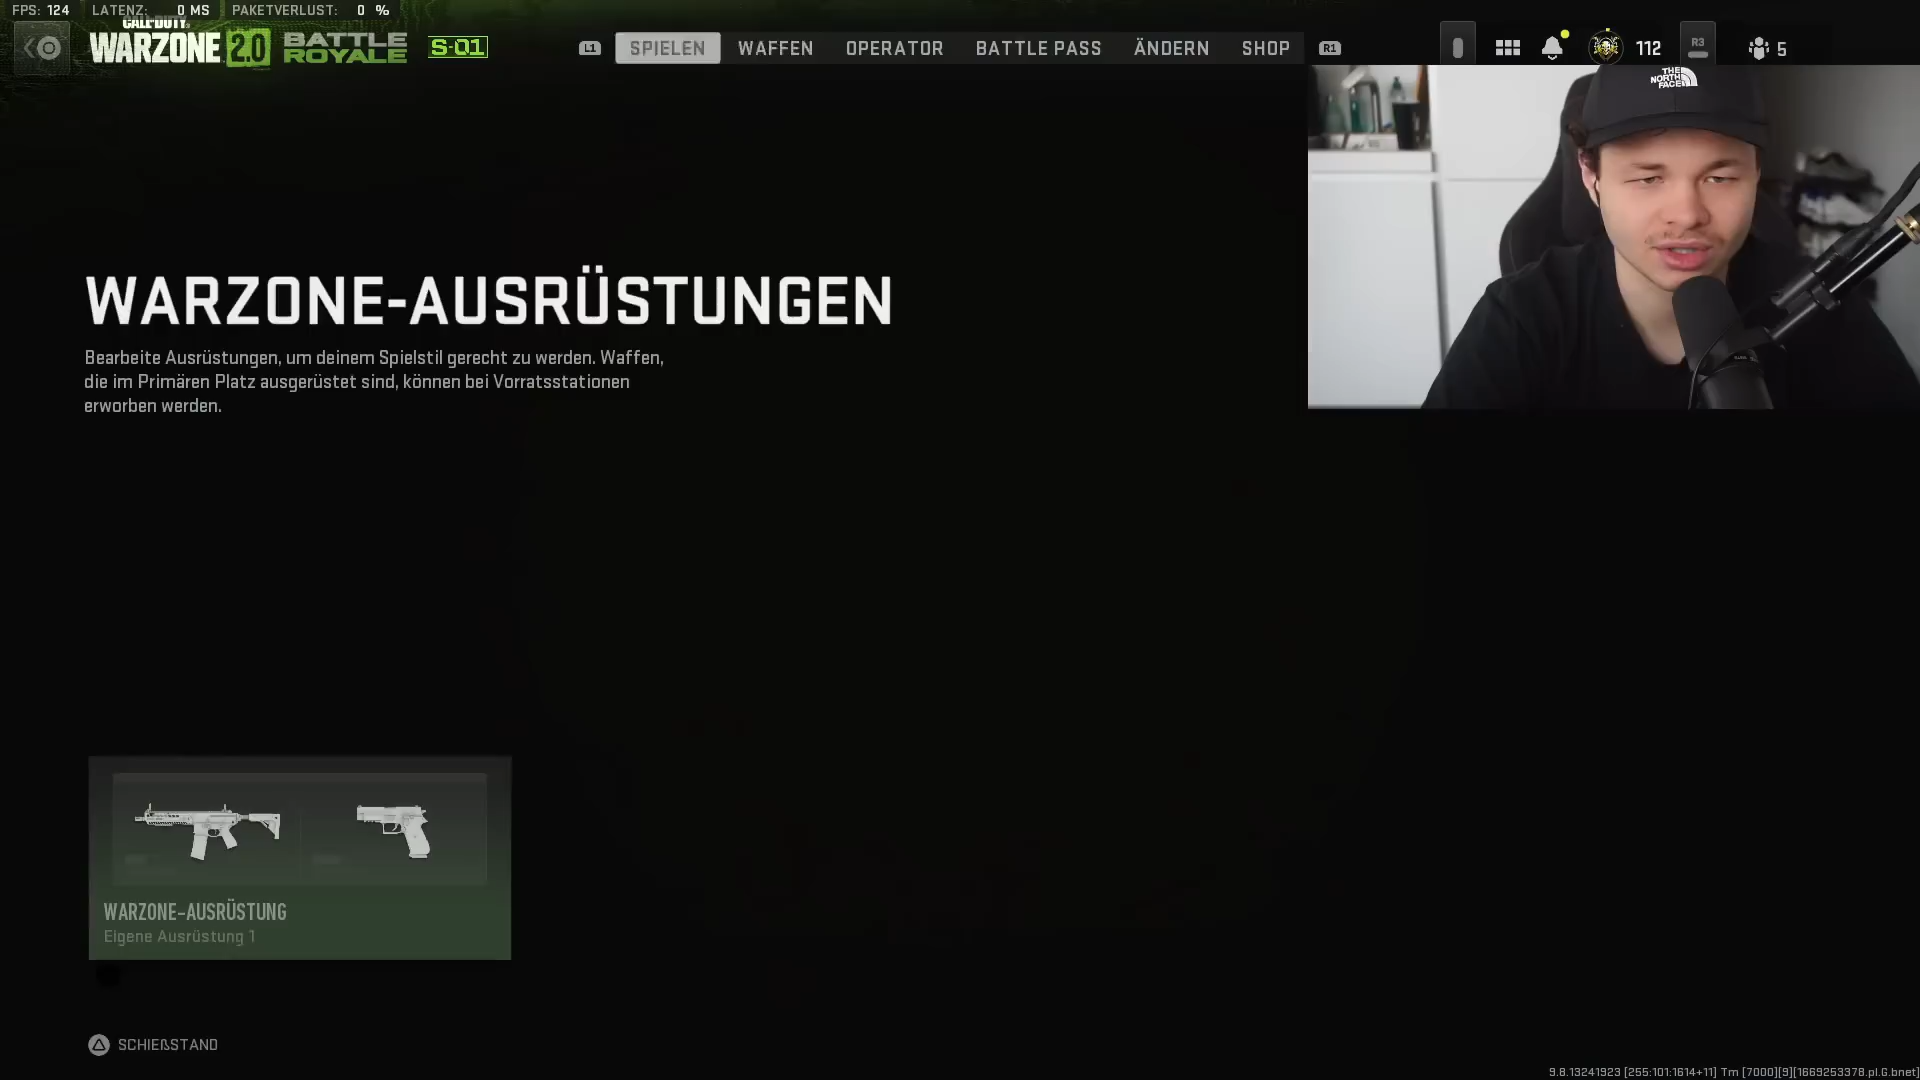 FPS: 124 LATENZ: 0 MS PAKETVERLUST: 0 %
CALL OF DUTY
WARZONE 2.0 BATTLE ROYALE S-01
L1 SPIELEN WAFFEN OPERATOR BATTLE PASS ÄNDERN SHOP R1
112 R3 5
THE NORTH FACE
WARZONE-AUSRÜSTUNGEN
Bearbeite Ausrüstungen, um deinem Spielstil gerecht zu werden. Waffen,
die im Primären Platz ausgerüstet sind, können bei Vorratsstationen
erworben werden.
WARZONE-AUSRÜSTUNG
Eigene Ausrüstung 1
SCHIEßSTAND
9.8.13241923 [255:101:1614+11] Tm [7000][9][1669253378.pl.G.bnet]